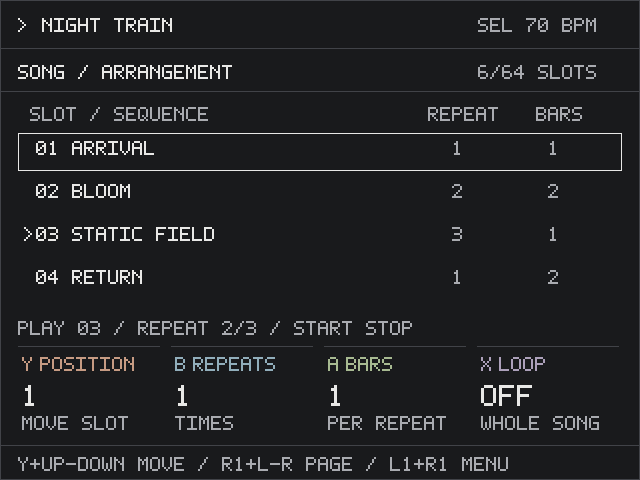 > NIGHT TRAIN SEL 70 BPM
SONG / ARRANGEMENT 6/64 SLOTS
SLOT / SEQUENCE REPEAT BARS
01 ARRIVAL 1 1
02 BLOOM 2 2
>03 STATIC FIELD 3 1
04 RETURN 1 2
PLAY 03 / REPEAT 2/3 / START STOP
Y POSITION B REPEATS A BARS X LOOP
1 1 1 OFF
MOVE SLOT TIMES PER REPEAT WHOLE SONG
Y+UP-DOWN MOVE / R1+L-R PAGE / L1+R1 MENU